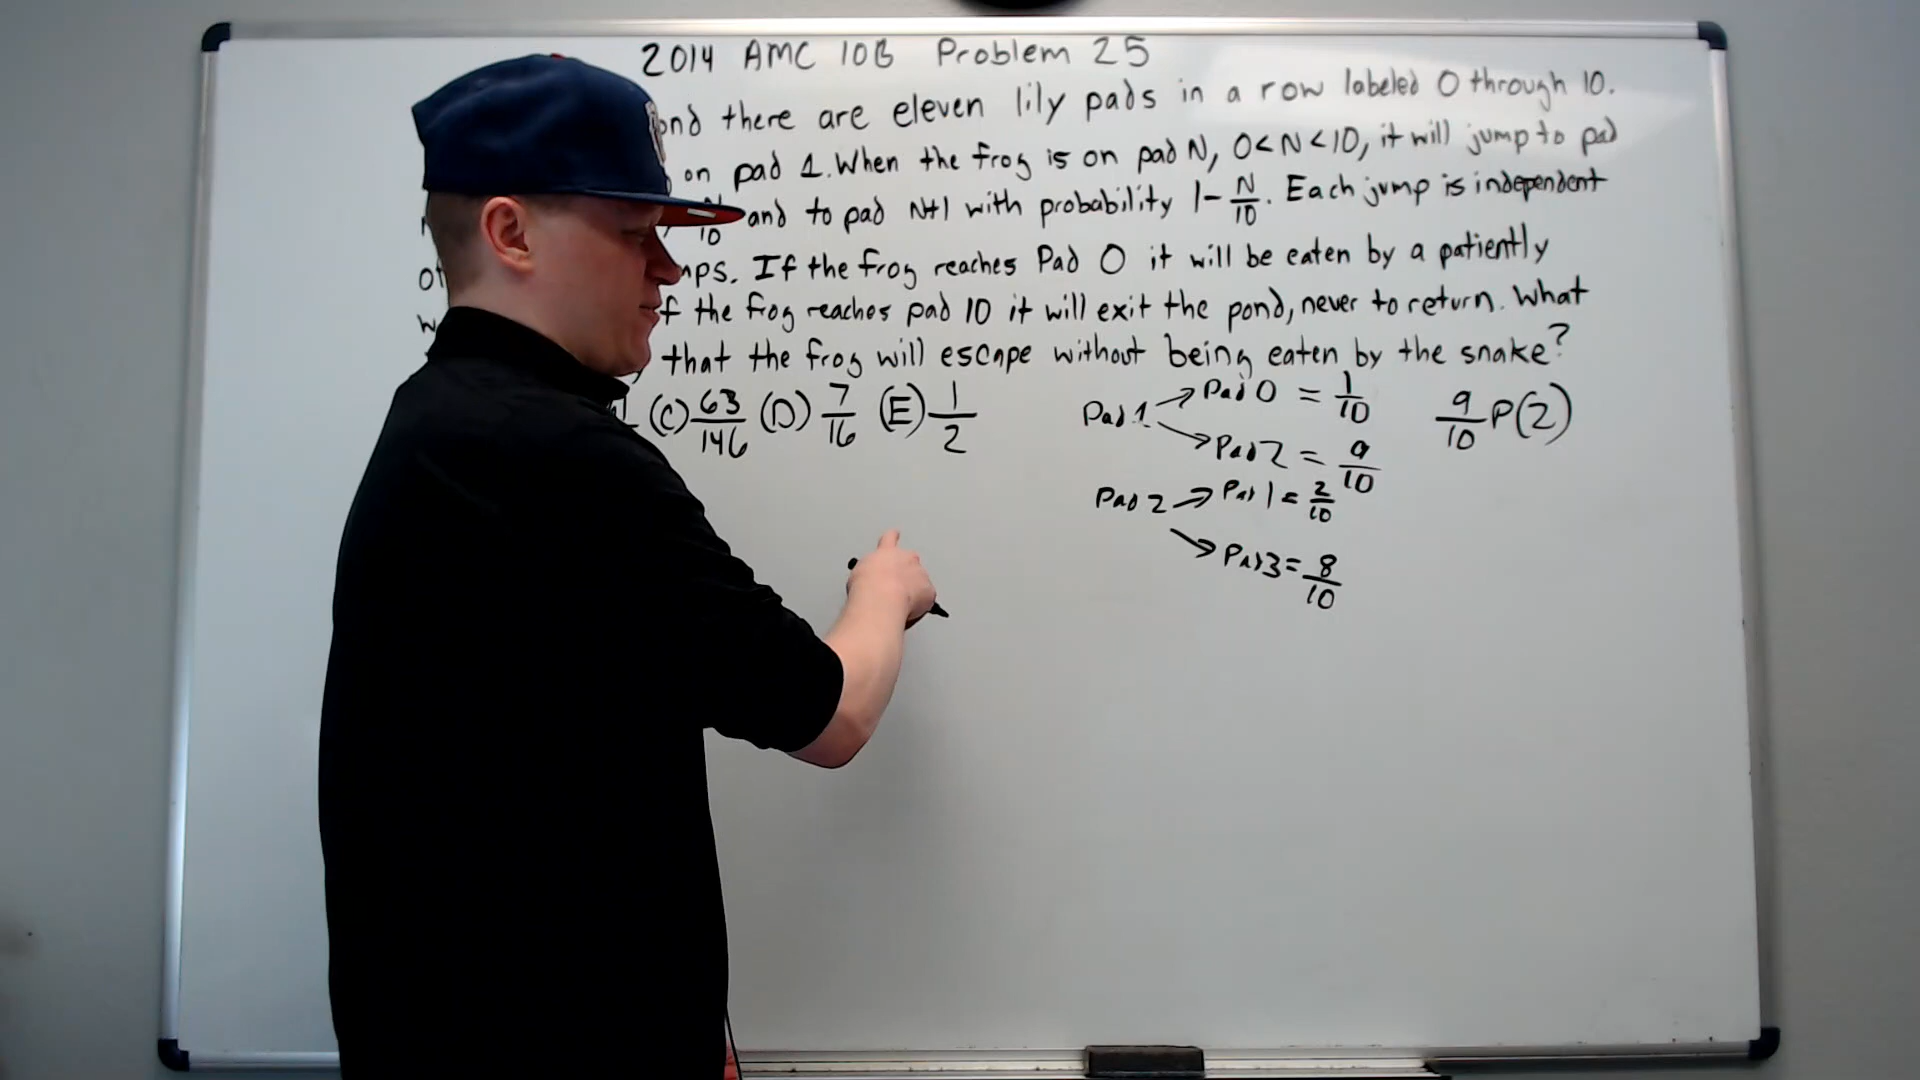 2014 AMC 10B Problem 25
there are eleven lily pads in a row labeled 0 through 10.
on pad 1. When the frog is on pad N, 0<N<10, it will jump to pad
10 and to pad N+1 with probability 1-N/10. Each jump is independent
If the frog reaches Pad 0 it will be eaten by a patiently
the frog reaches pad 10 it will exit the pond, never to return. What
that the frog will escape without being eaten by the snake?
(C) 63/146 (D) 7/16 (E) 1/2
Pad 1 → Pad 0 = 1/10
→ Pad 2 = 9/10
9/10 P(2)
Pad 2 → Pad 1 = 2/10
→ Pad 3 = 8/10